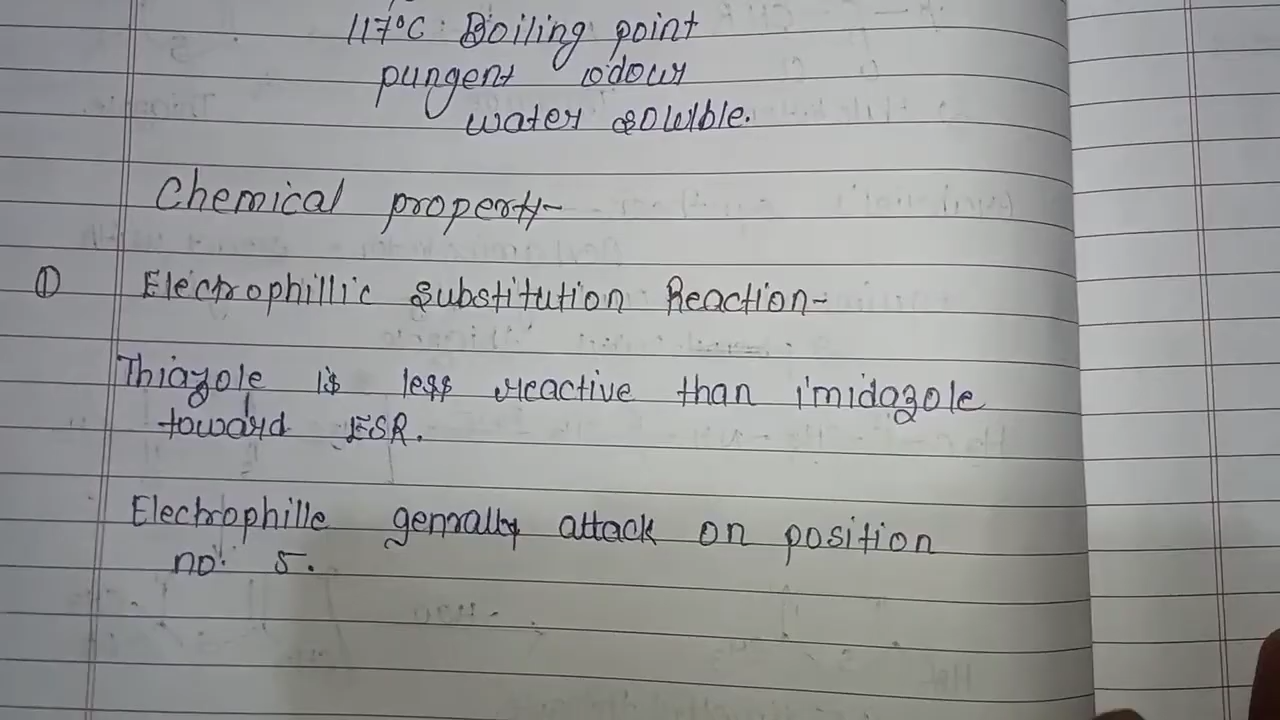 117°C Boiling point
pungent odour
water soluble.
Chemical property-
① Electrophillic Substitution Reaction-
Thiazole is less reactive than imidazole
toward ESR.
Electrophille genrally attack on position
no. 5.